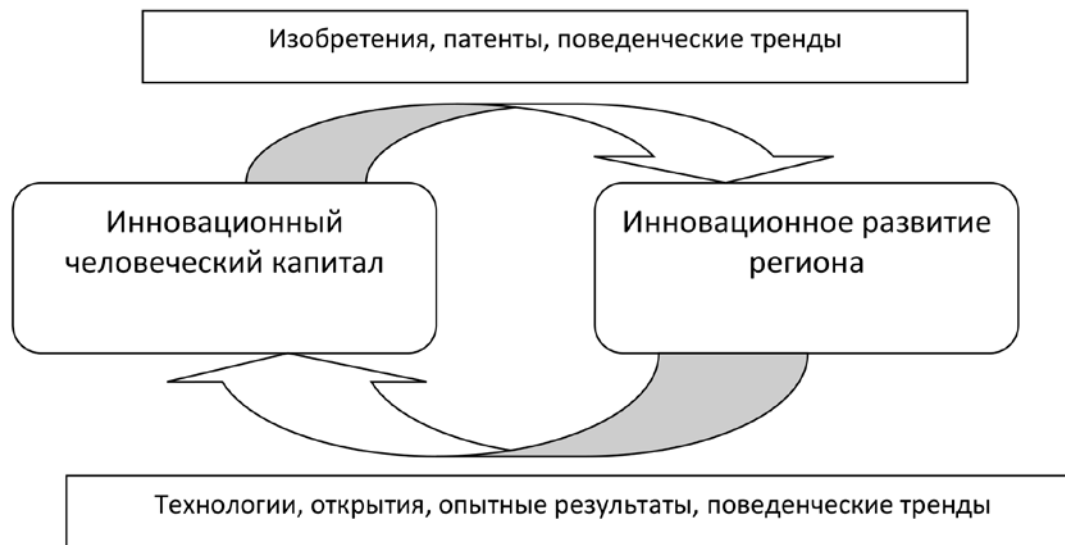 Изобретения, патенты, поведенческие тренды
Инновационный
человеческий капитал
Инновационное развитие
региона
Технологии, открытия, опытные результаты, поведенческие тренды